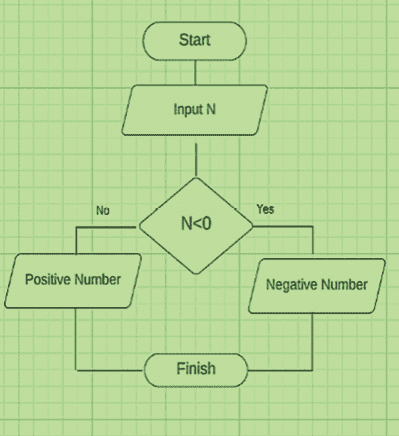 Start
Input N
N<0
No
Yes
Positive Number
Negative Number
Finish